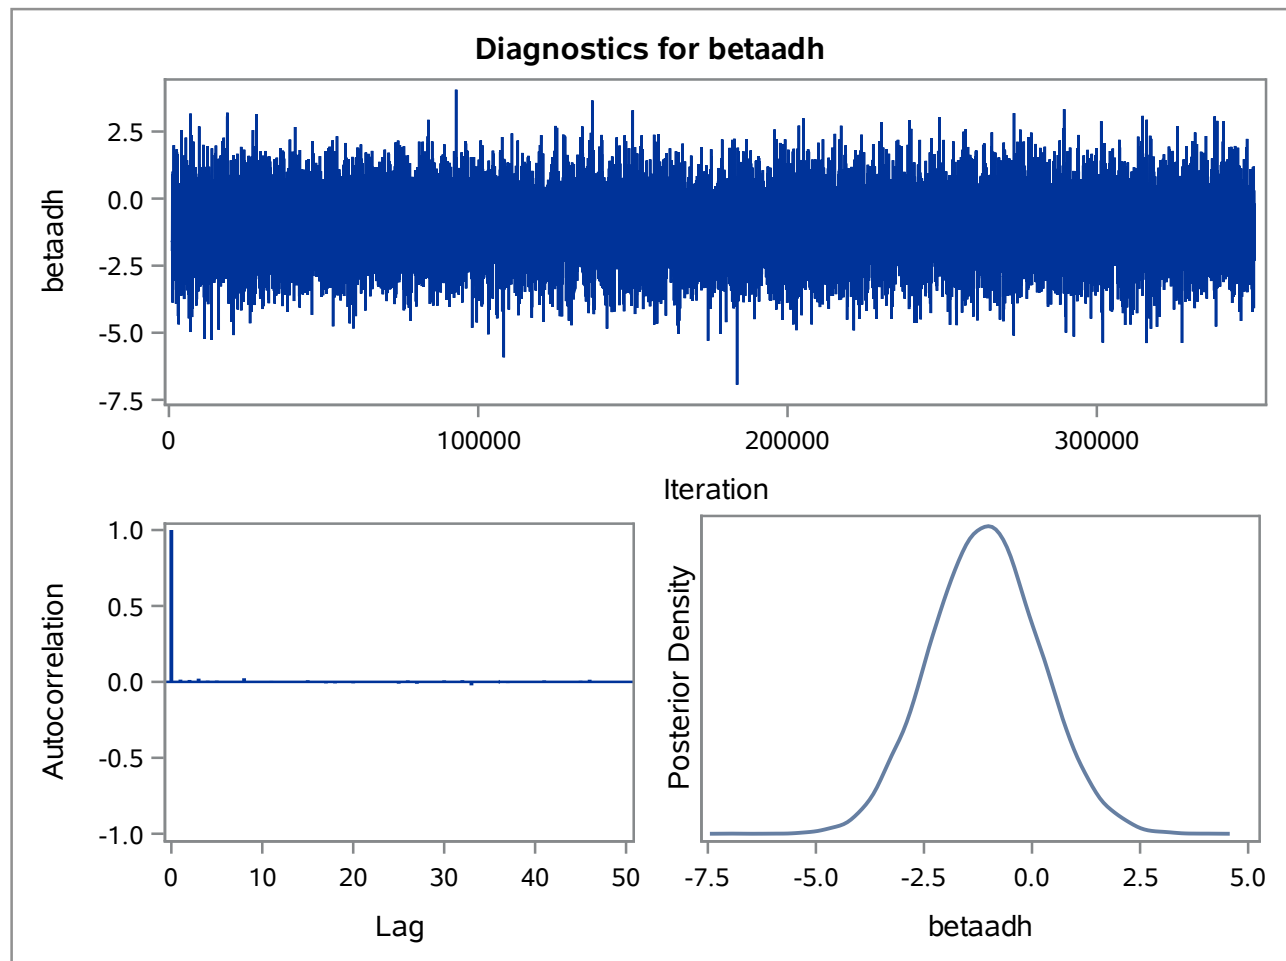 Diagnostics for betaadh
betaadh
2.5
0.0
-2.5
-5.0
-7.5
0 100000 200000 300000
Iteration
Autocorrelation
1.0
0.5
0.0
-0.5
-1.0
0 10 20 30 40 50
Lag
Posterior Density
-7.5 -5.0 -2.5 0.0 2.5 5.0
betaadh